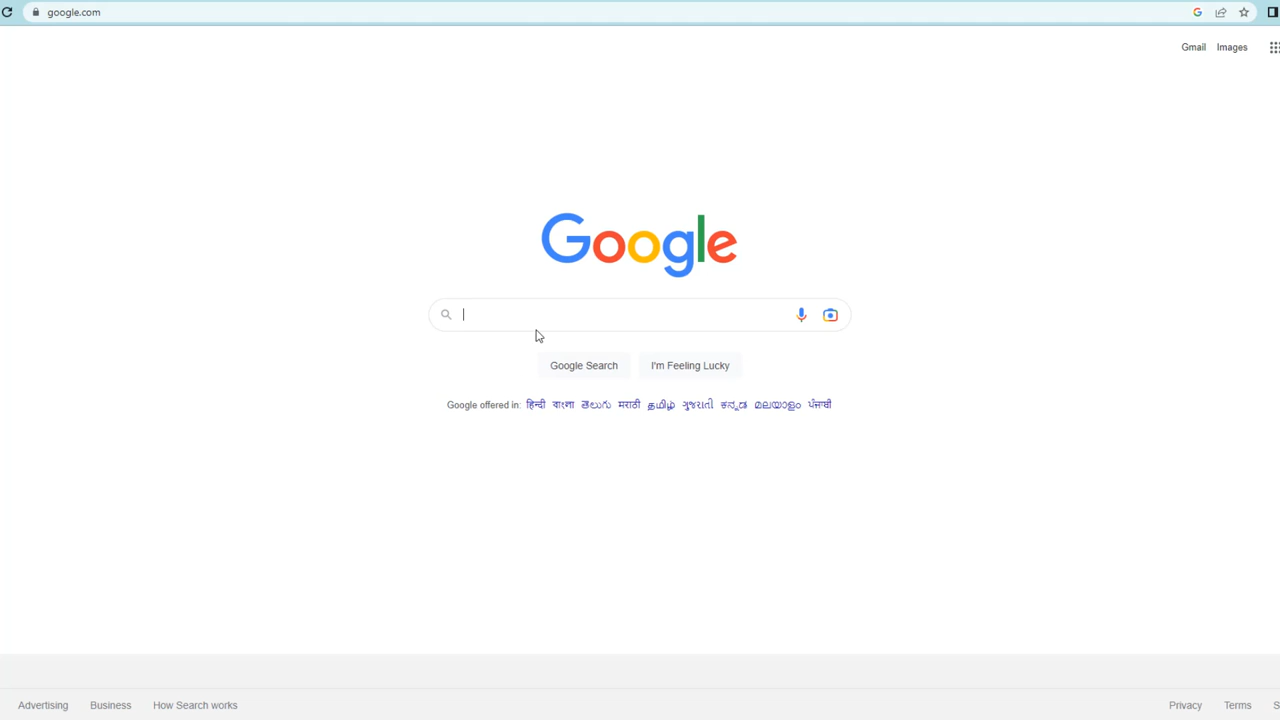 google.com
Gmail Images
Google
Google Search I'm Feeling Lucky
Google offered in: हिन्दी বাংলা తెలుగు मराठी தமிழ் ગુજરાતી ಕನ್ನಡ മലയാളം ਪੰਜਾਬੀ
Advertising Business How Search works Privacy Terms S